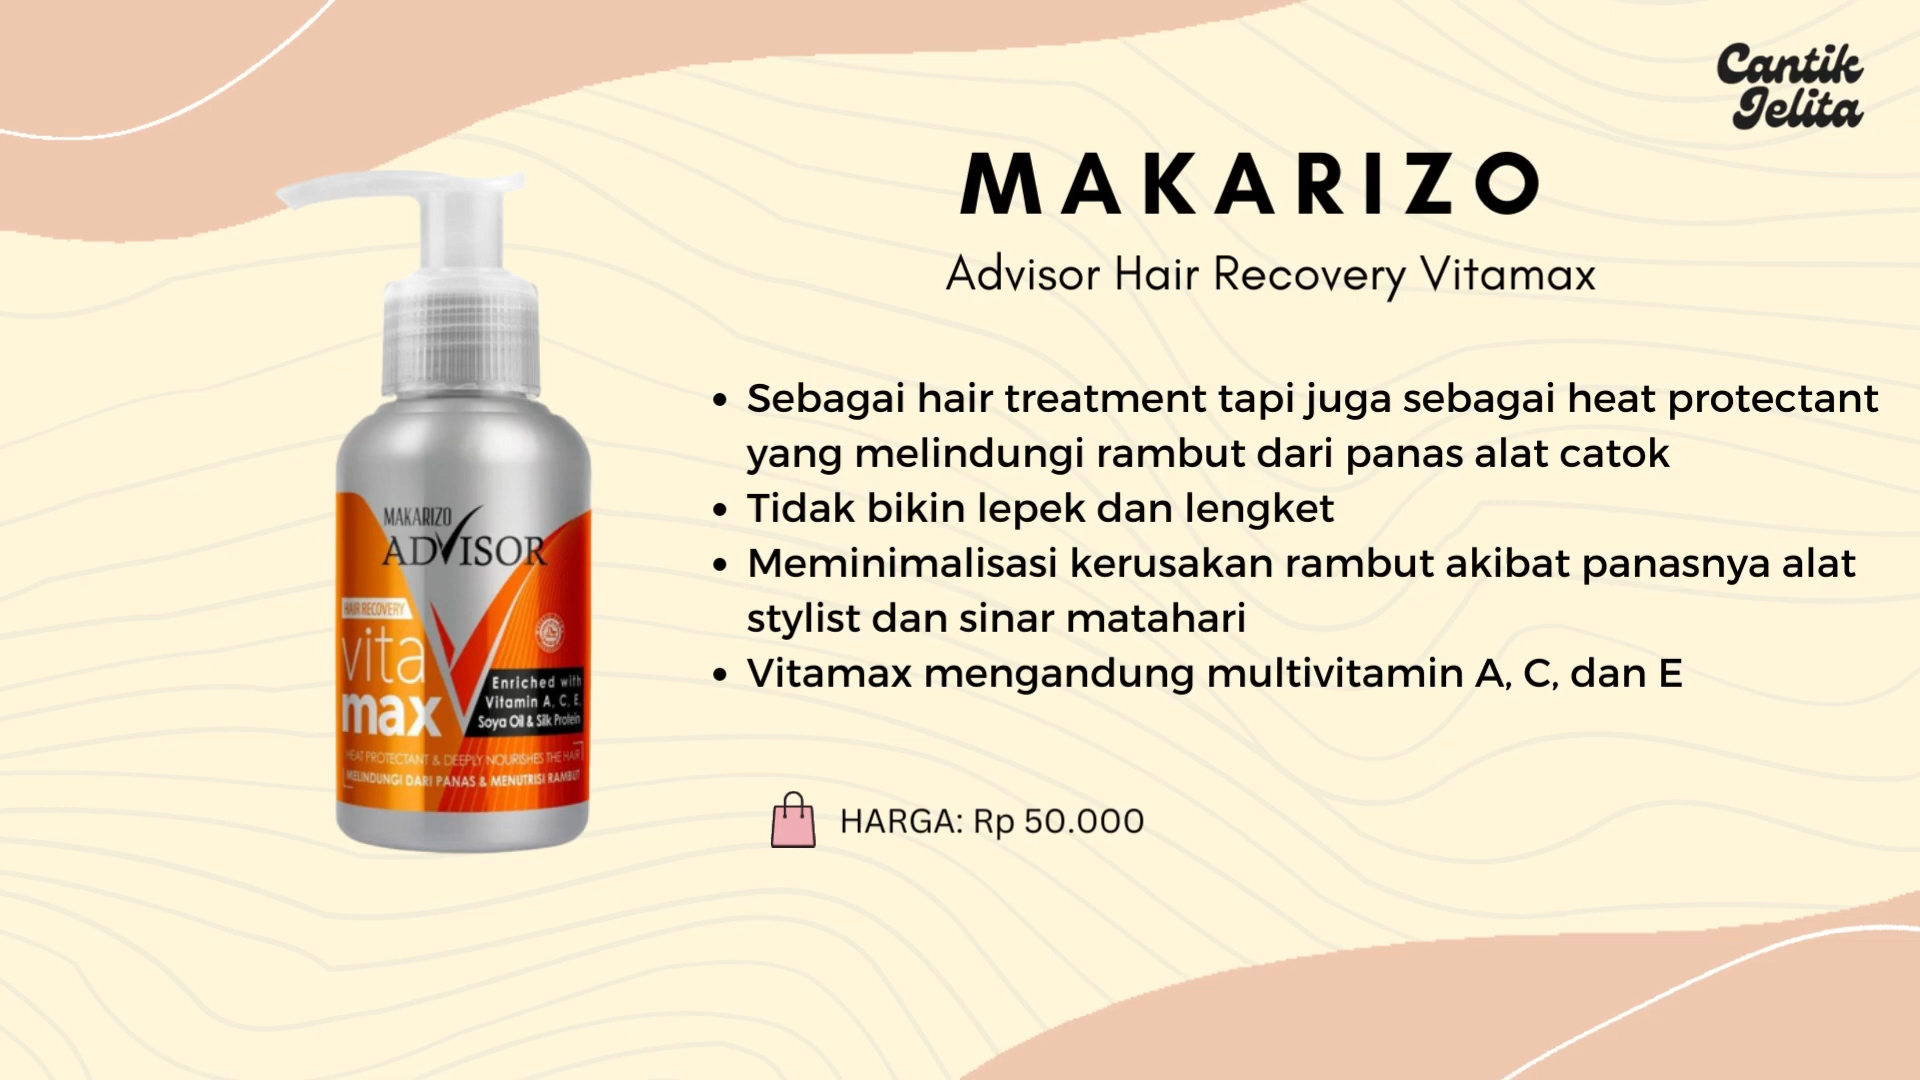 Cantik
Jelita
MAKARIZO
Advisor Hair Recovery Vitamax
• Sebagai hair treatment tapi juga sebagai heat protectant
yang melindungi rambut dari panas alat catok
• Tidak bikin lepek dan lengket
• Meminimalisasi kerusakan rambut akibat panasnya alat
stylist dan sinar matahari
• Vitamax mengandung multivitamin A, C, dan E
HARGA: Rp 50.000
MAKARIZO
ADVISOR
HAIR RECOVERY
vita
max
Enriched with
Vitamin A, C, E,
Soya Oil & Silk Protein
HEAT PROTECTANT & DEEPLY NOURISHES THE HAIR
MELINDUNGI DARI PANAS & MENUTRISI RAMBUT